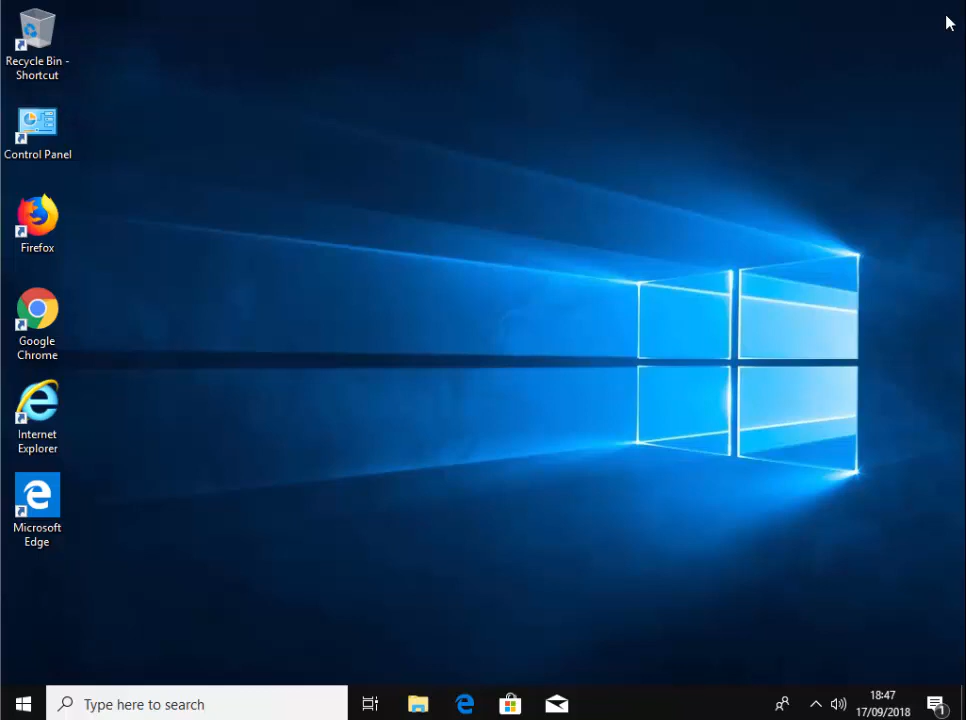 Recycle Bin -
Shortcut
Control Panel
Firefox
Google
Chrome
Internet
Explorer
Microsoft
Edge
Type here to search
18:47
17/09/2018
1